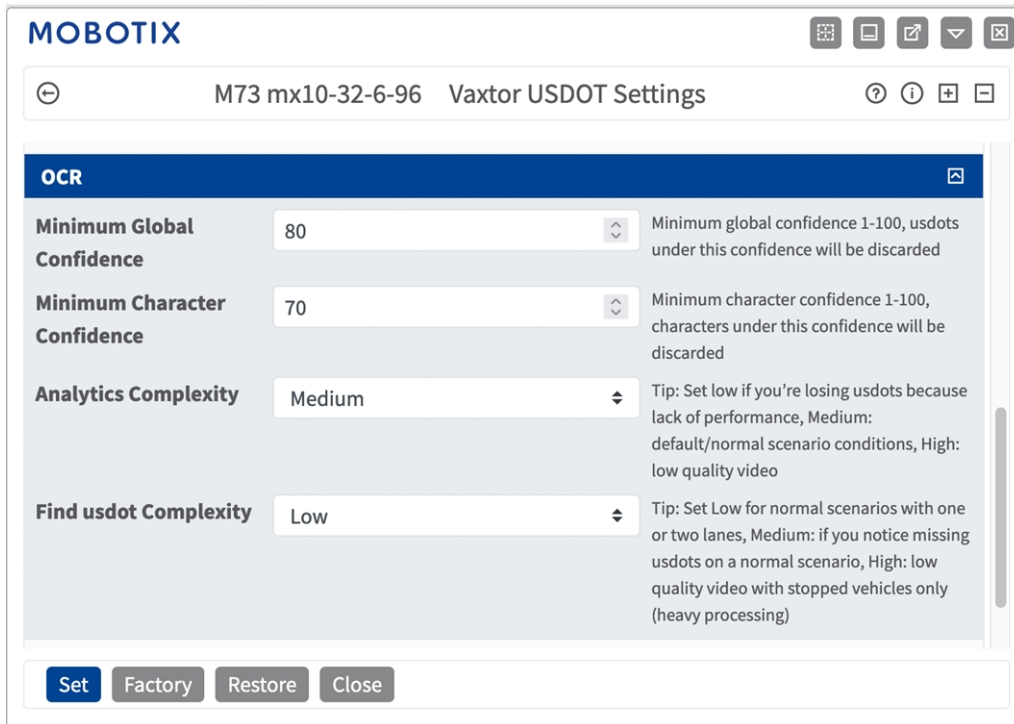 MOBOTIX
M73 mx10-32-6-96 Vaxtor USDOT Settings
OCR
Minimum Global
Confidence
80
Minimum global confidence 1-100, usdots
under this confidence will be discarded
Minimum Character
Confidence
70
Minimum character confidence 1-100,
characters under this confidence will be
discarded
Analytics Complexity
Medium
Tip: Set low if you're losing usdots because
lack of performance, Medium:
default/normal scenario conditions, High:
low quality video
Find usdot Complexity
Low
Tip: Set Low for normal scenarios with one
or two lanes, Medium: if you notice missing
usdots on a normal scenario, High: low
quality video with stopped vehicles only
(heavy processing)
Set Factory Restore Close